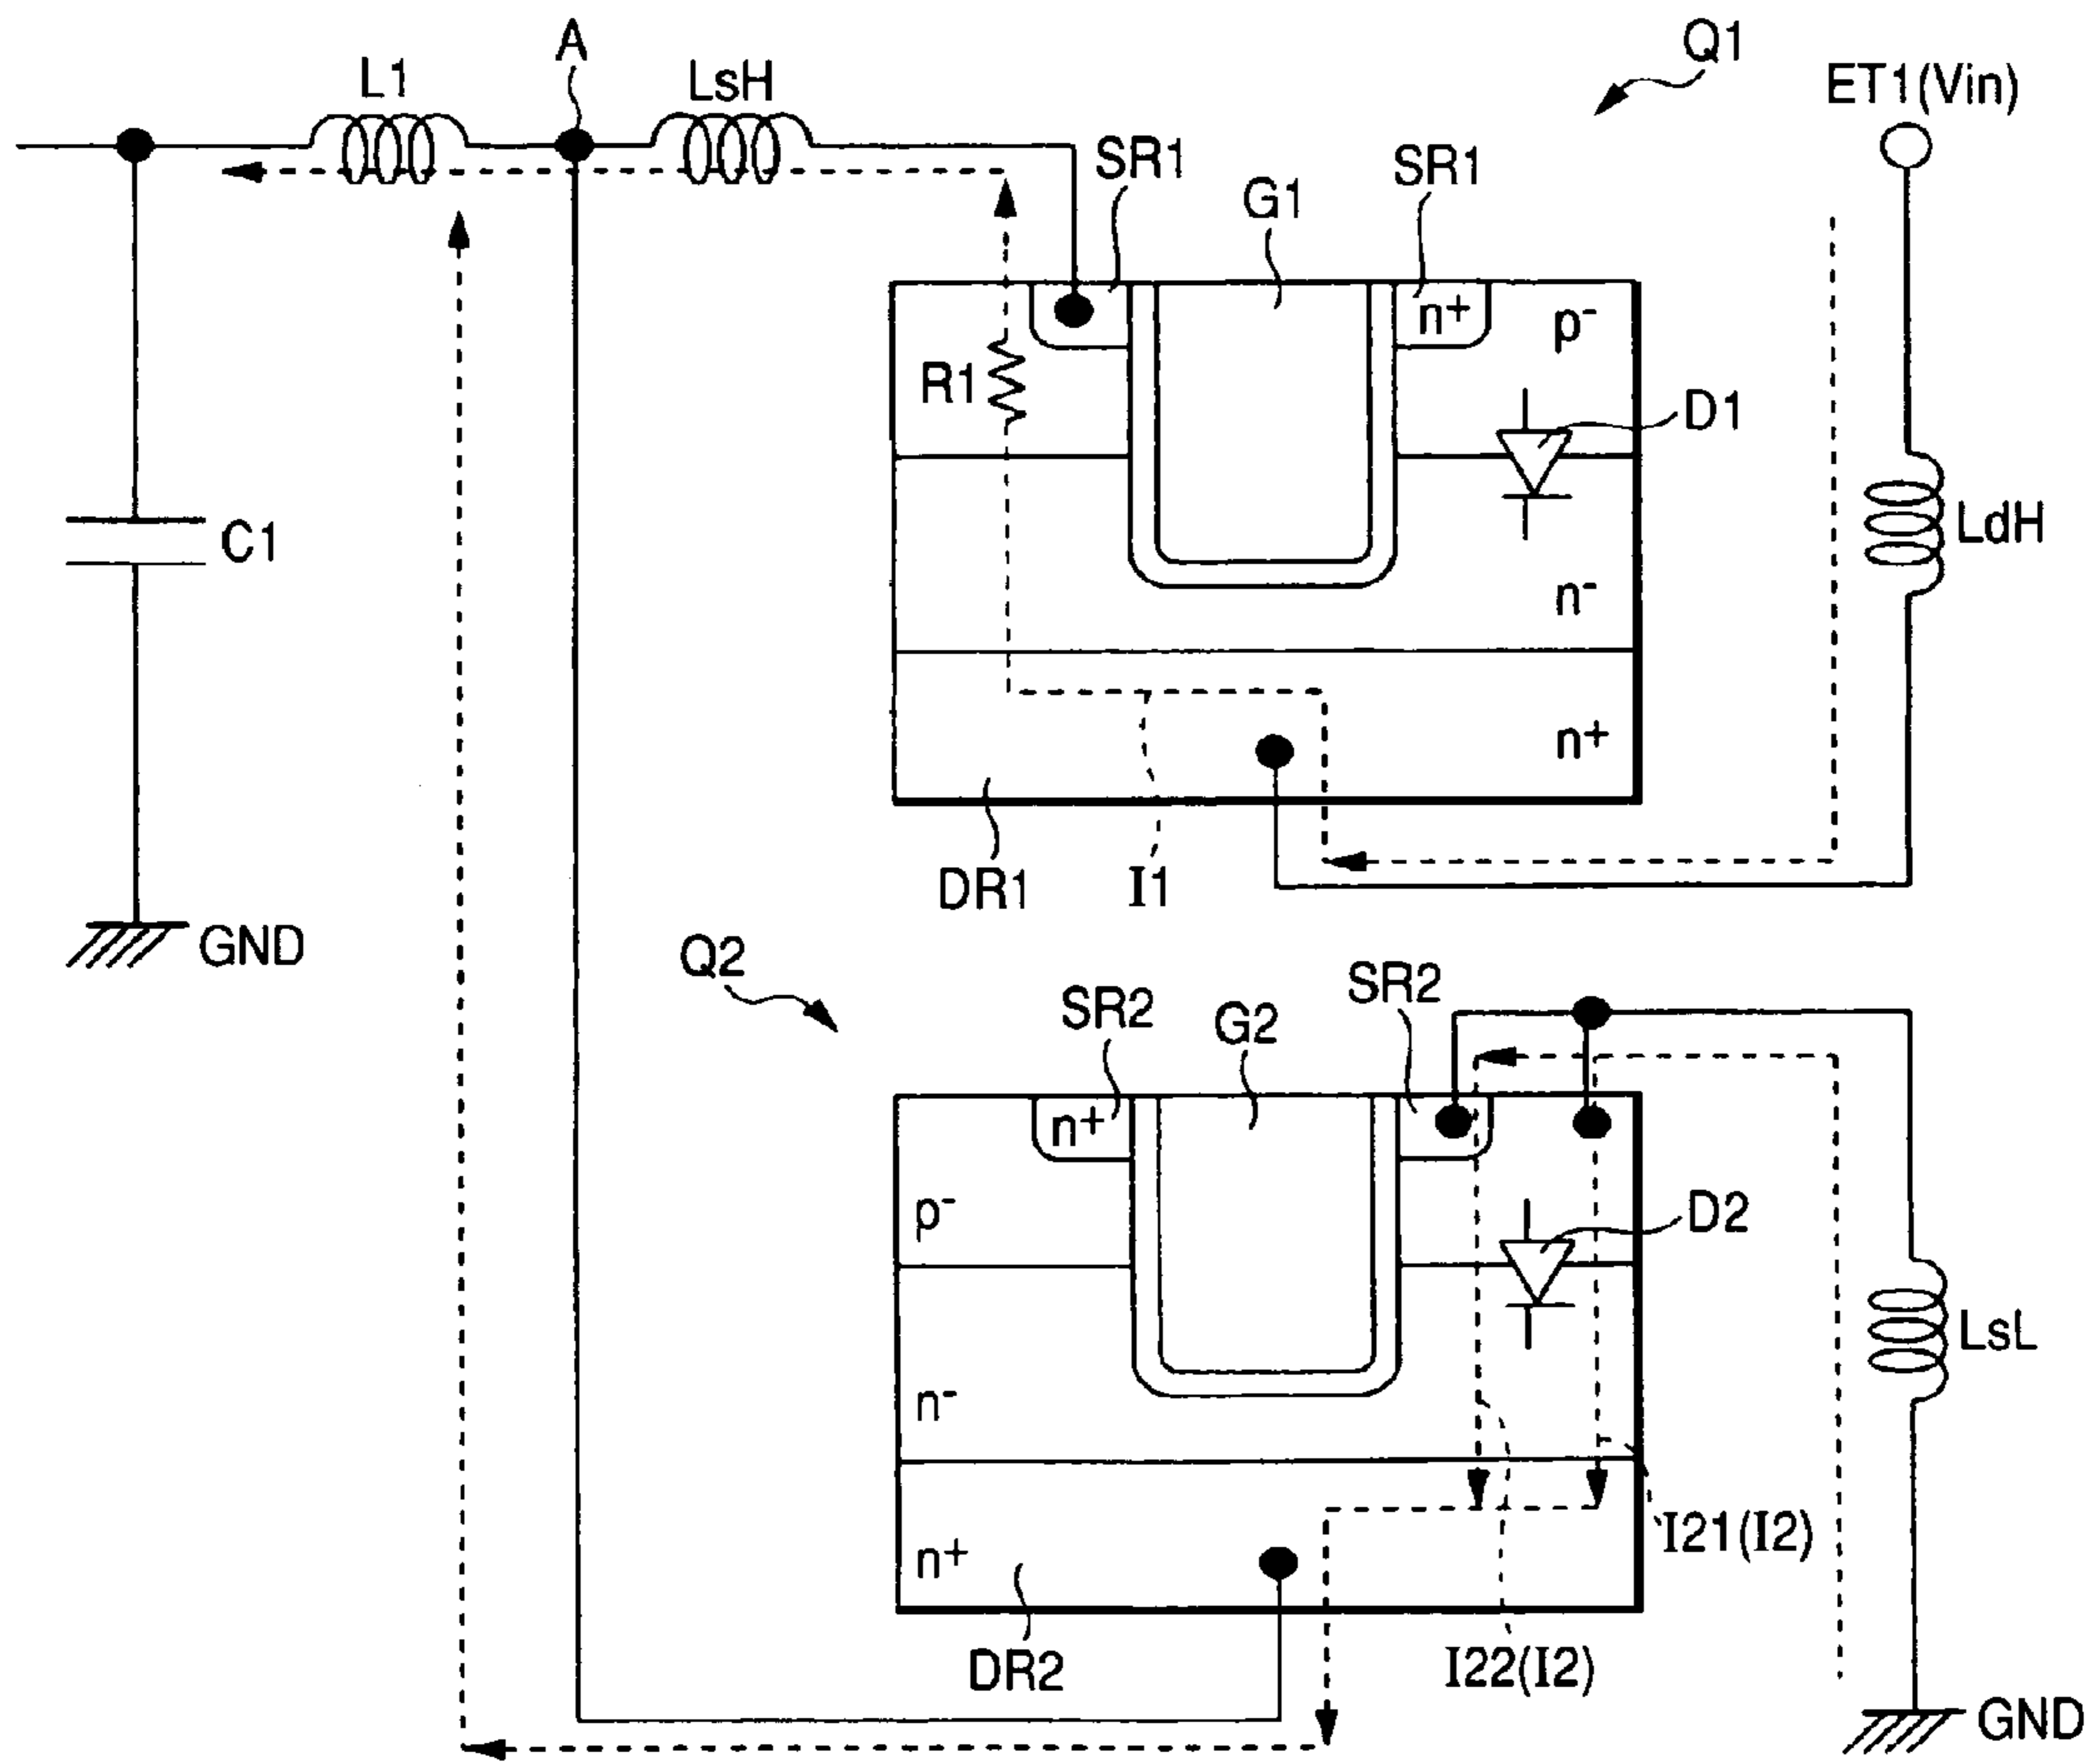 A
Q1
L1
LsH
ET1(Vin)
SR1
SR1
G1
n+
p-
R1
D1
C1
LdH
n-
n+
DR1
I1
GND
Q2
SR2
SR2
G2
n+
p-
D2
LsL
n-
I21(I2)
n+
DR2
I22(I2)
GND